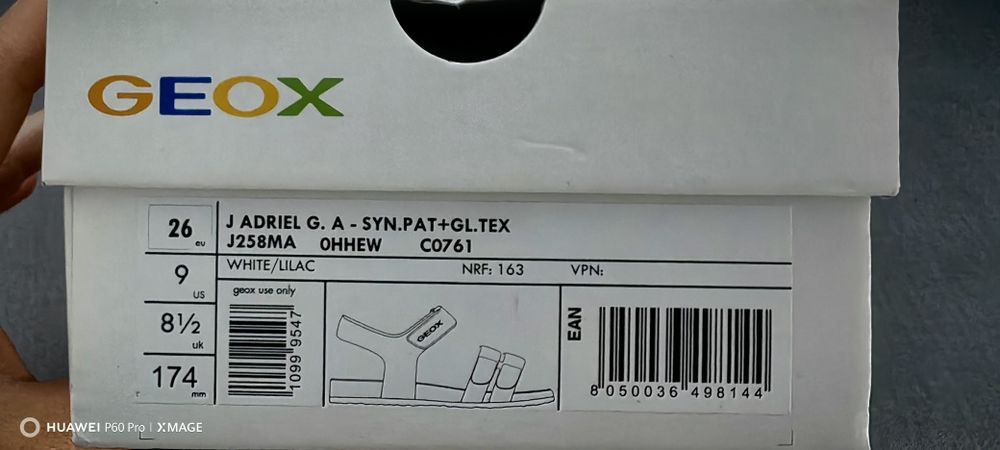 GEOX
26 eu
J ADRIEL G. A - SYN.PAT+GL.TEX
J258MA 0HHEW C0761
9 US
WHITE/LILAC NRF: 163 VPN:
8½ uk
geox use only
1099 9547
GEOX
EAN
174 mm
8 050036 498144
HUAWEI P60 Pro | XMAGE